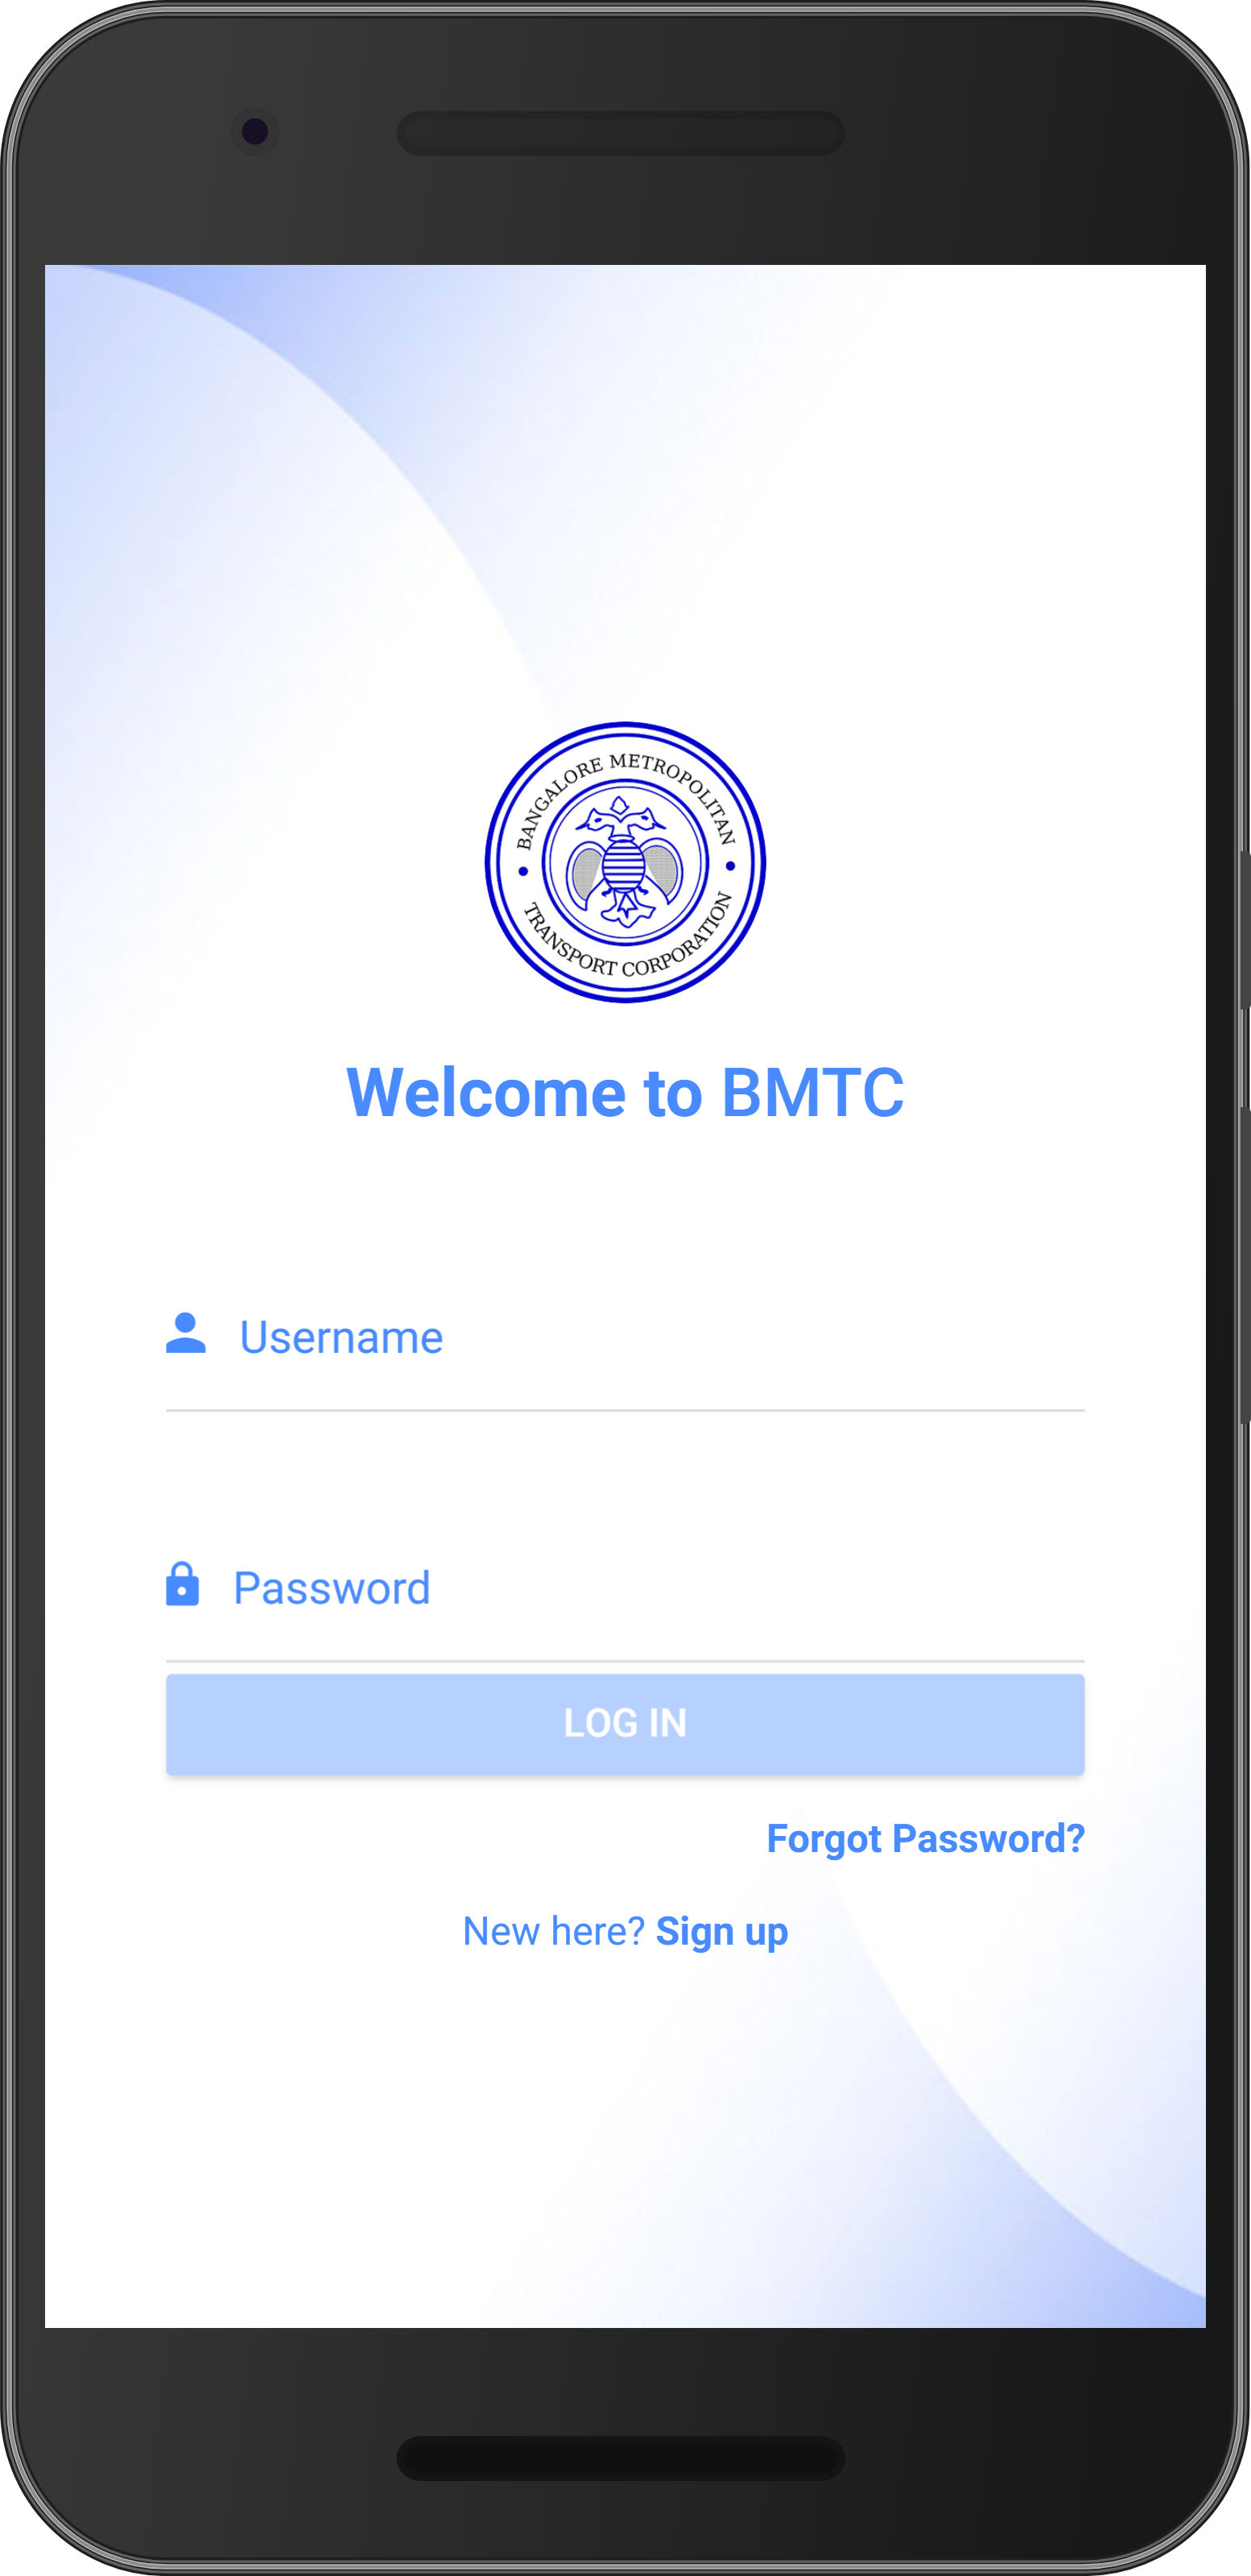 BANGALORE METROPOLITAN
TRANSPORT CORPORATION
Welcome to BMTC
Username
Password
LOG IN
Forgot Password?
New here? Sign up